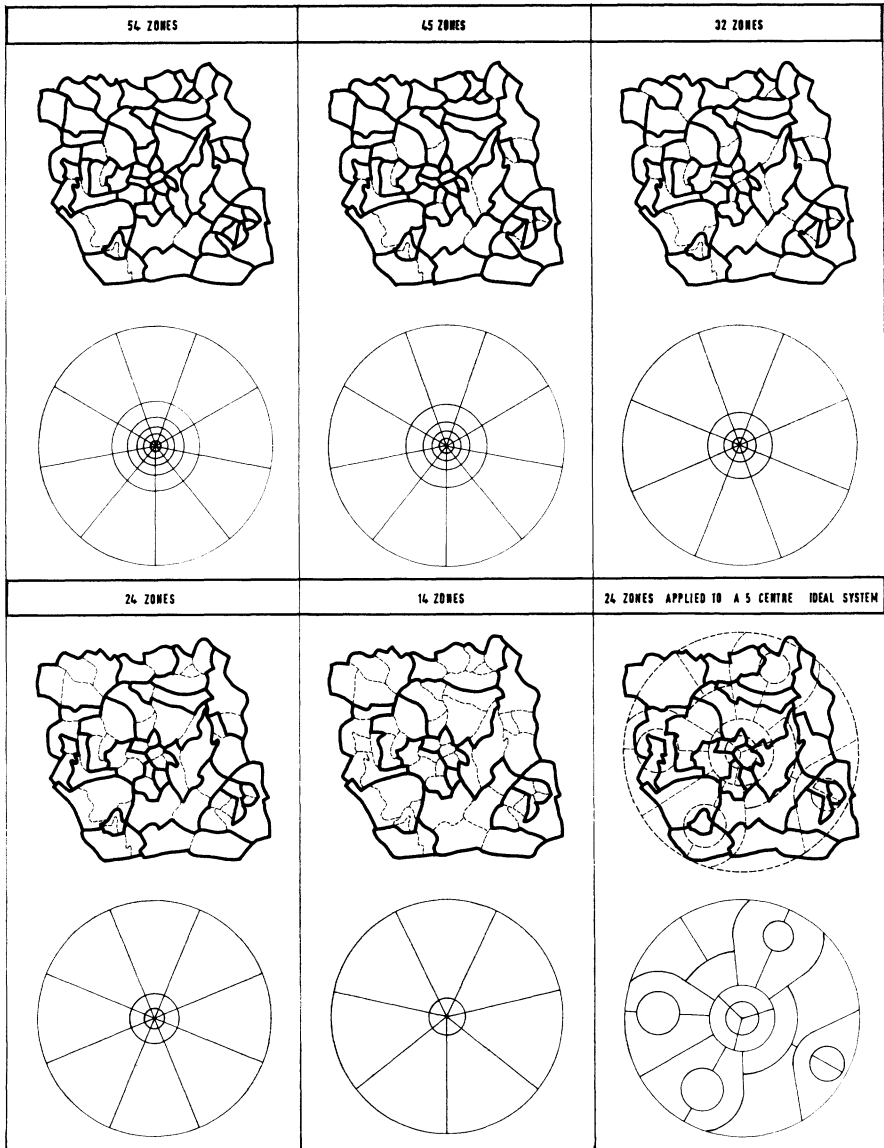 54 ZONES
45 ZONES
32 ZONES
24 ZONES
14 ZONES
24 ZONES APPLIED TO A 5 CENTRE IDEAL SYSTEM